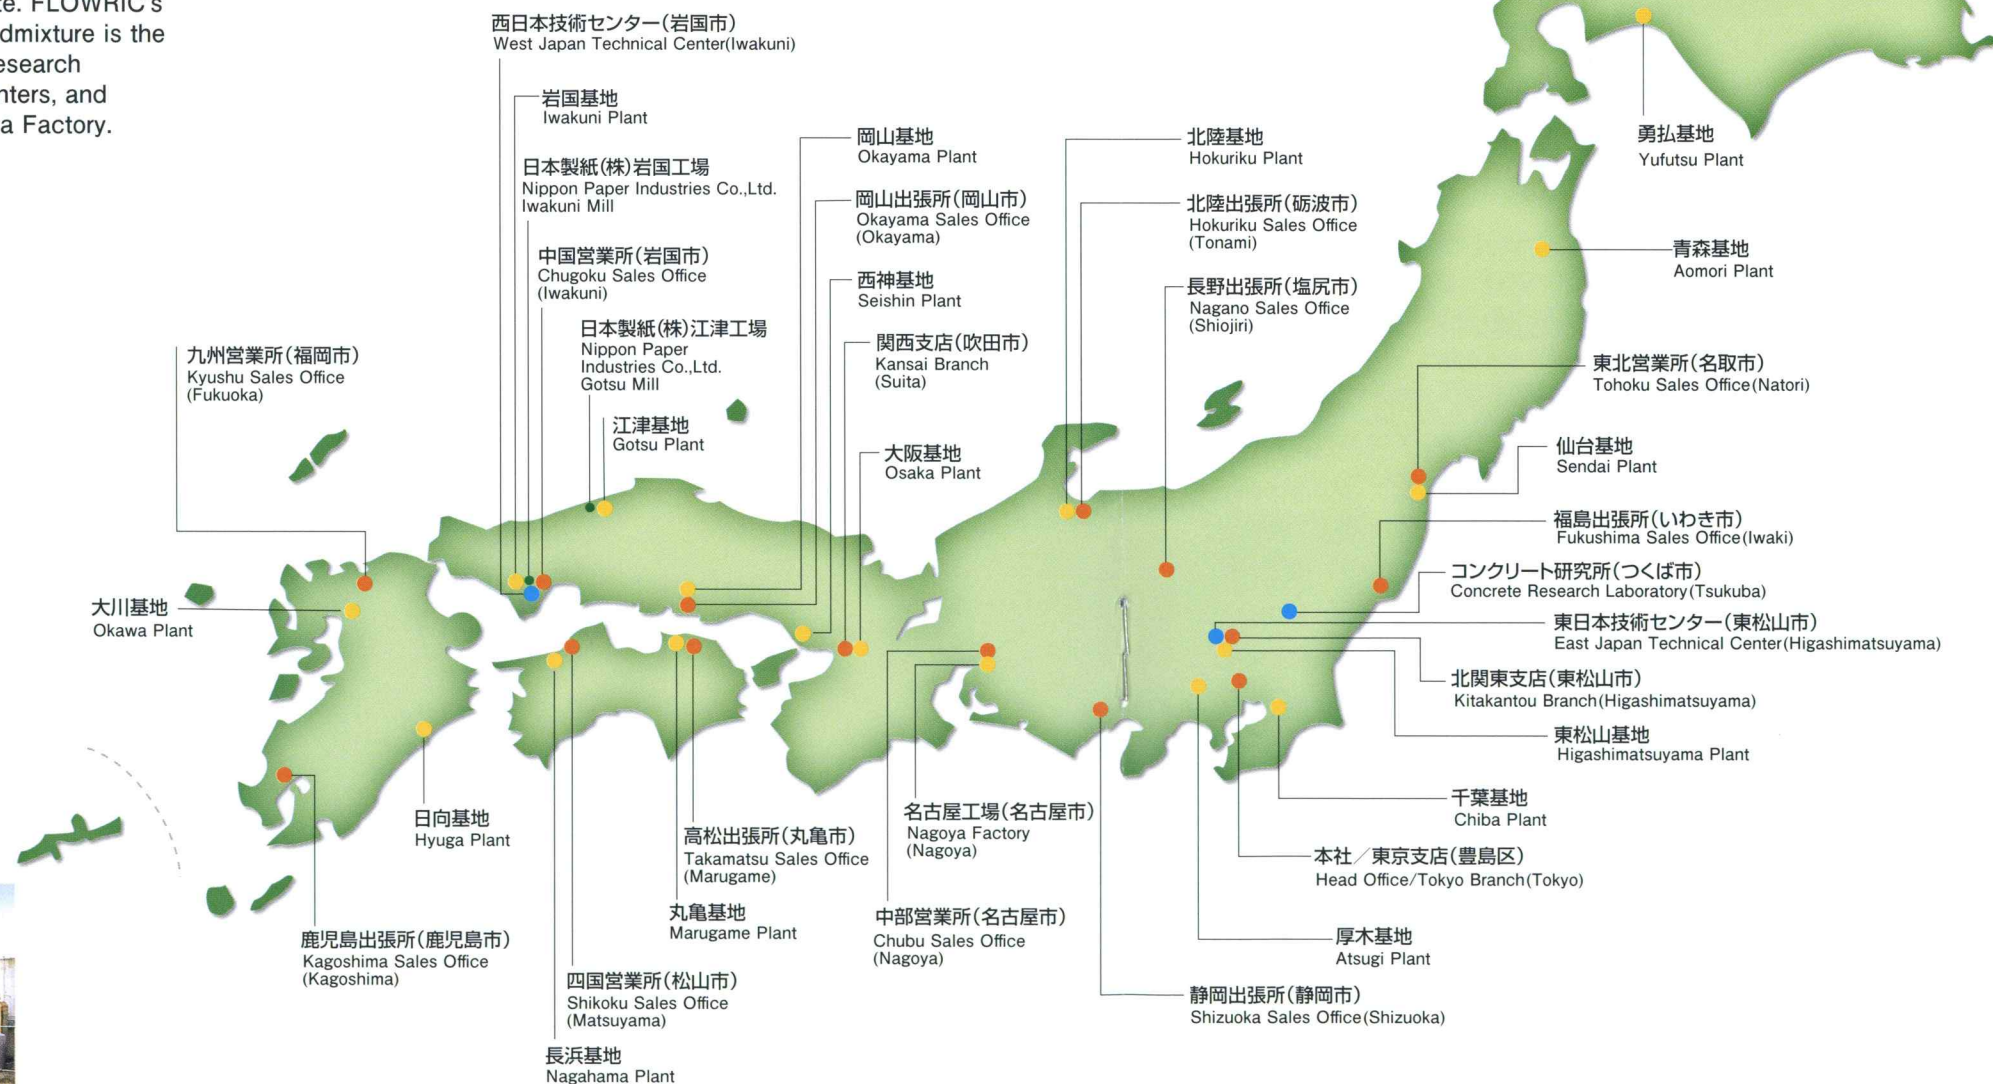 te. FLOWRIC's
dmixture is the
esearch
nters, and
a Factory.
西日本技術センター(岩国市)
West Japan Technical Center(Iwakuni)
岩国基地
Iwakuni Plant
日本製紙(株)岩国工場
Nippon Paper Industries Co.,Ltd.
Iwakuni Mill
中国営業所(岩国市)
Chugoku Sales Office
(Iwakuni)
日本製紙(株)江津工場
Nippon Paper
Industries Co.,Ltd.
Gotsu Mill
江津基地
Gotsu Plant
九州営業所(福岡市)
Kyushu Sales Office
(Fukuoka)
大川基地
Okawa Plant
岡山基地
Okayama Plant
岡山出張所(岡山市)
Okayama Sales Office
(Okayama)
西神基地
Seishin Plant
関西支店(吹田市)
Kansai Branch
(Suita)
大阪基地
Osaka Plant
北陸基地
Hokuriku Plant
北陸出張所(砺波市)
Hokuriku Sales Office
(Tonami)
長野出張所(塩尻市)
Nagano Sales Office
(Shiojiri)
勇払基地
Yufutsu Plant
青森基地
Aomori Plant
東北営業所(名取市)
Tohoku Sales Office(Natori)
仙台基地
Sendai Plant
福島出張所(いわき市)
Fukushima Sales Office(Iwaki)
コンクリート研究所(つくば市)
Concrete Research Laboratory(Tsukuba)
東日本技術センター(東松山市)
East Japan Technical Center(Higashimatsuyama)
北関東支店(東松山市)
Kitakantou Branch(Higashimatsuyama)
東松山基地
Higashimatsuyama Plant
千葉基地
Chiba Plant
本社／東京支店(豊島区)
Head Office/Tokyo Branch(Tokyo)
厚木基地
Atsugi Plant
静岡出張所(静岡市)
Shizuoka Sales Office(Shizuoka)
名古屋工場(名古屋市)
Nagoya Factory
(Nagoya)
中部営業所(名古屋市)
Chubu Sales Office
(Nagoya)
高松出張所(丸亀市)
Takamatsu Sales Office
(Marugame)
丸亀基地
Marugame Plant
四国営業所(松山市)
Shikoku Sales Office
(Matsuyama)
長浜基地
Nagahama Plant
日向基地
Hyuga Plant
鹿児島出張所(鹿児島市)
Kagoshima Sales Office
(Kagoshima)